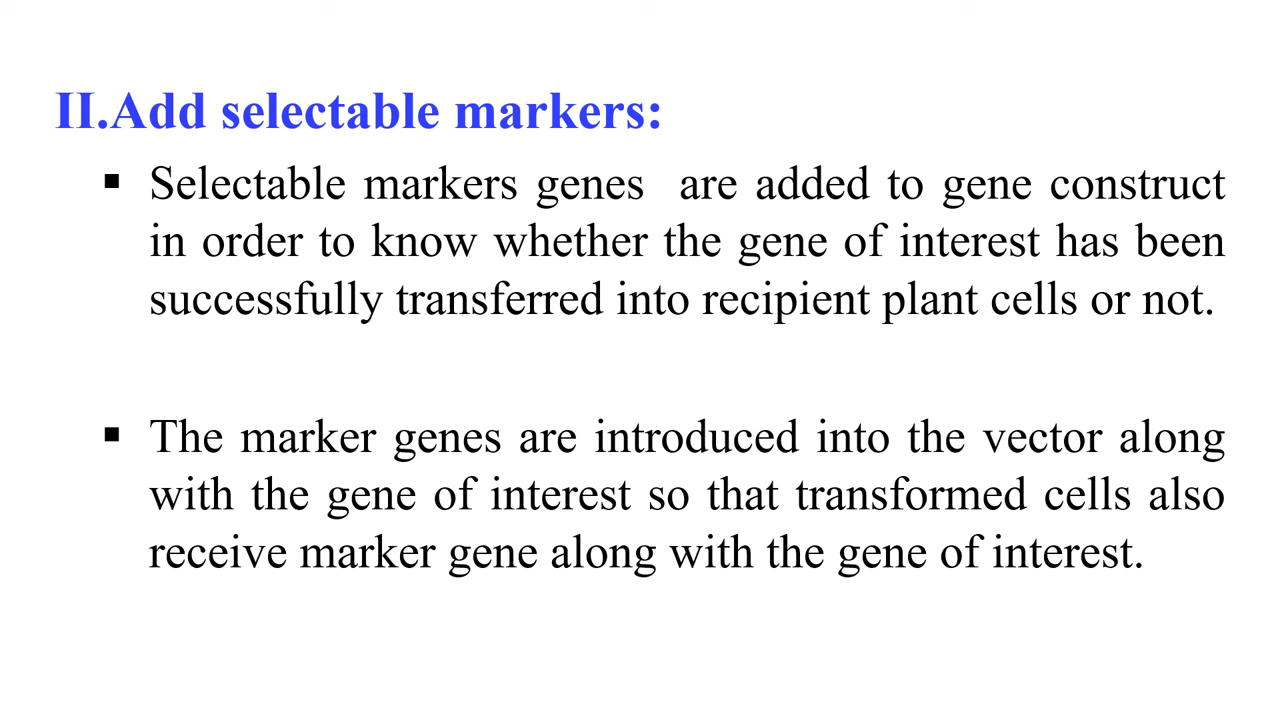 II.Add selectable markers:
▪ Selectable markers genes  are added to gene construct
in order to know whether the gene of interest has been
successfully transferred into recipient plant cells or not.
▪ The marker genes are introduced into the vector along
with the gene of interest so that transformed cells also
receive marker gene along with the gene of interest.